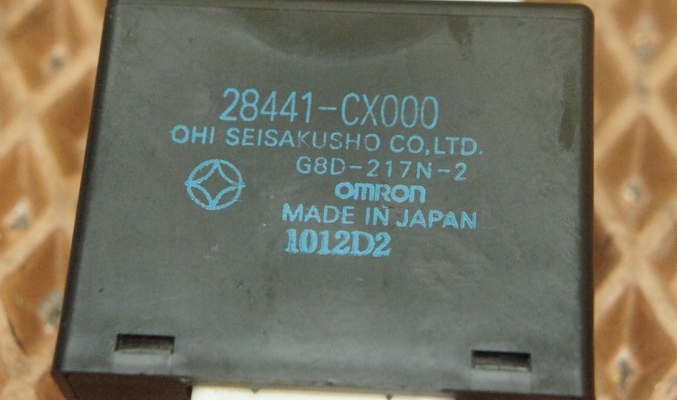 28441-CX000
OHI SEISAKUSHO CO,LTD.
G8D-217N-2
OMRON
MADE IN JAPAN
1012D2